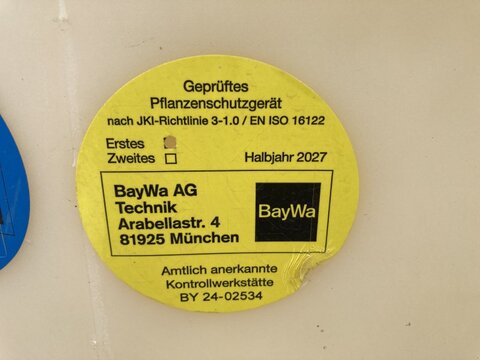 Geprüftes
Pflanzenschutzgerät
nach JKI-Richtlinie 3-1.0 / EN ISO 16122
Erstes
Zweites Halbjahr 2027
BayWa AG
Technik
Arabellastr. 4
81925 München
BayWa
Amtlich anerkannte
Kontrollwerkstätte
BY 24-02534